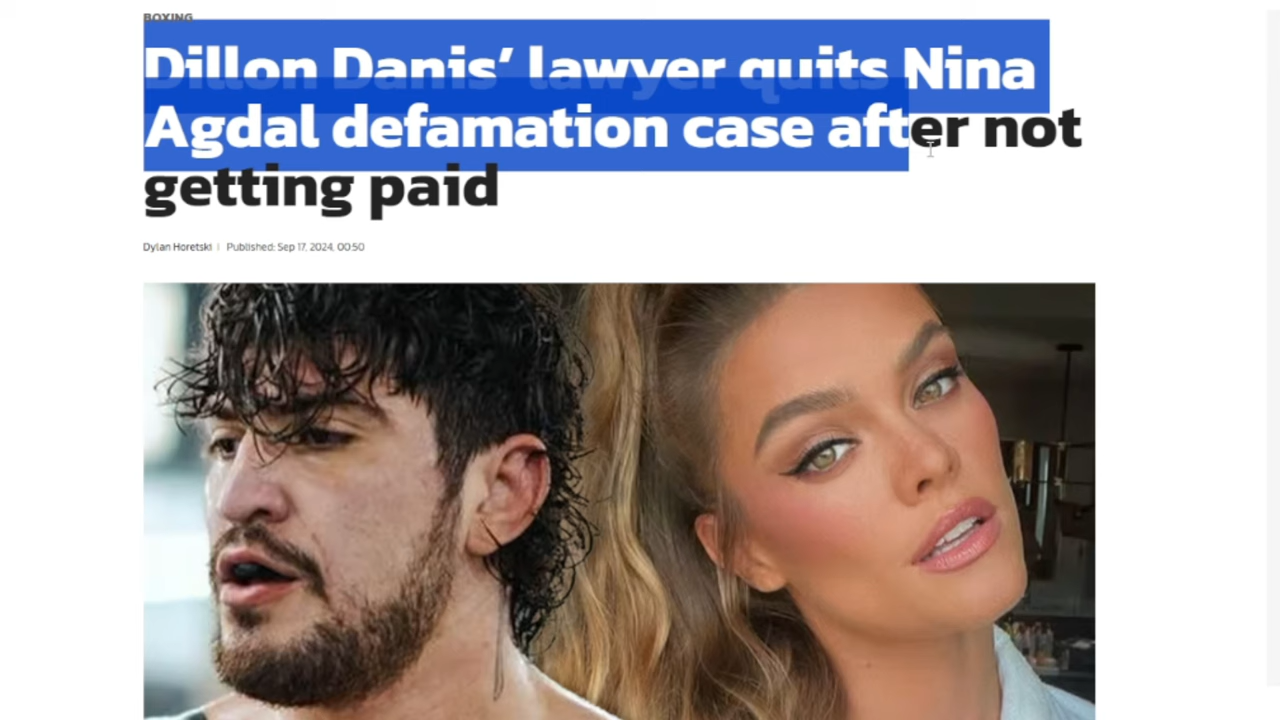 BOXING
Dillon Danis’ lawyer quits Nina
Agdal defamation case after not
getting paid
Dylan Horetski | Published: Sep 17, 2024, 00:50